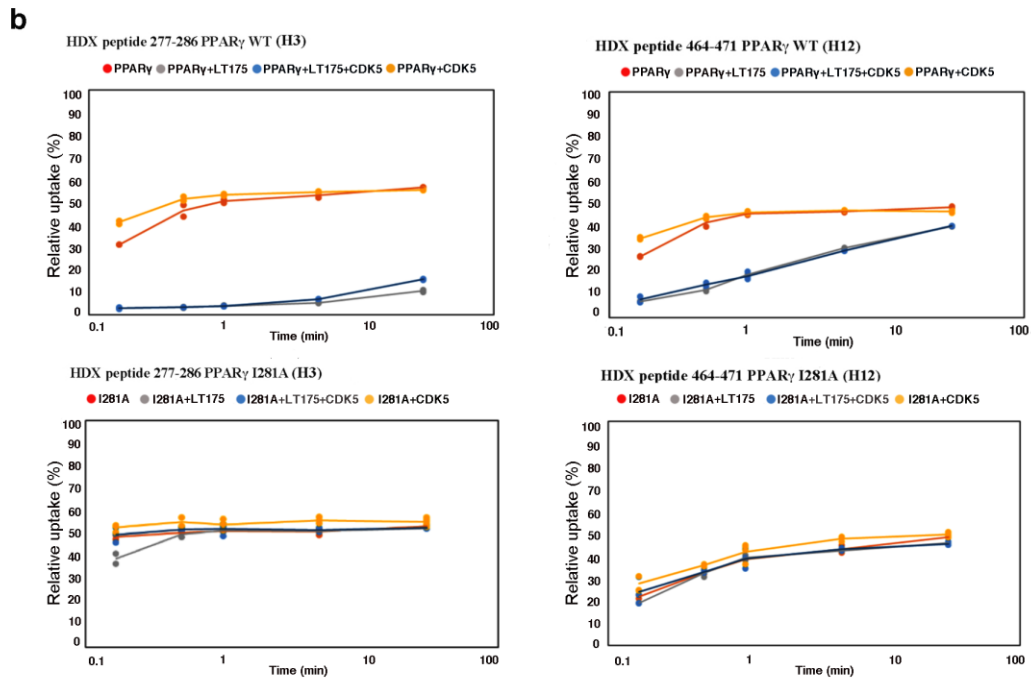 b
HDX peptide 277-286 PPARγ WT (H3)
PPARγ PPARγ+LT175 PPARγ+LT175+CDK5 PPARγ+CDK5
Relative uptake (%)
100
90
80
70
60
50
40
30
20
10
0
0.1 1 10 100
Time (min)
HDX peptide 464-471 PPARγ WT (H12)
PPARγ PPARγ+LT175 PPARγ+LT175+CDK5 PPARγ+CDK5
Relative uptake (%)
100
90
80
70
60
50
40
30
20
10
0
0.1 1 10 100
Time (min)
HDX peptide 277-286 PPARγ I281A (H3)
I281A I281A+LT175 I281A+LT175+CDK5 I281A+CDK5
Relative uptake (%)
100
90
80
70
60
50
40
30
20
10
0
0.1 1 10 100
Time (min)
HDX peptide 464-471 PPARγ I281A (H12)
I281A I281A+LT175 I281A+LT175+CDK5 I281A+CDK5
Relative uptake (%)
100
90
80
70
60
50
40
30
20
10
0
0.1 1 10 100
Time (min)